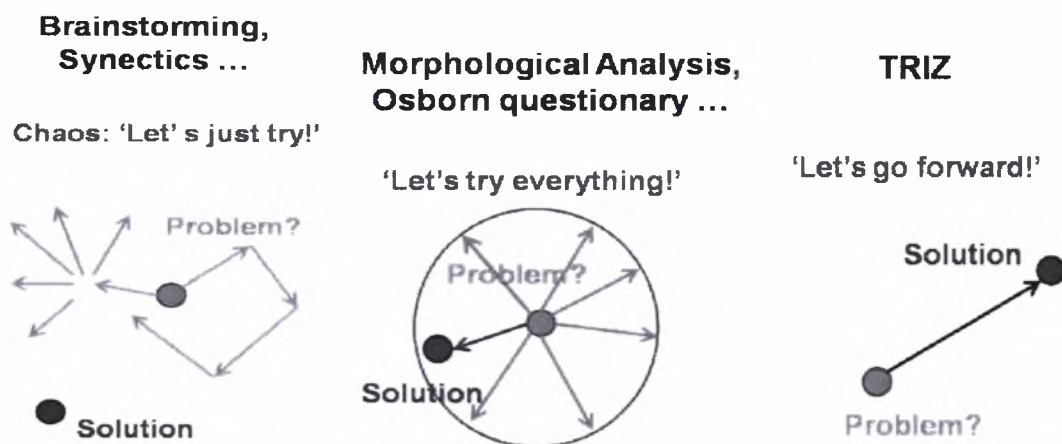 Brainstorming,
Synectics ...
Chaos: 'Let' s just try!'
Problem?
Solution
Morphological Analysis,
Osborn questionary ...
'Let's try everything!'
Problem?
Solution
TRIZ
'Let's go forward!'
Solution
Problem?